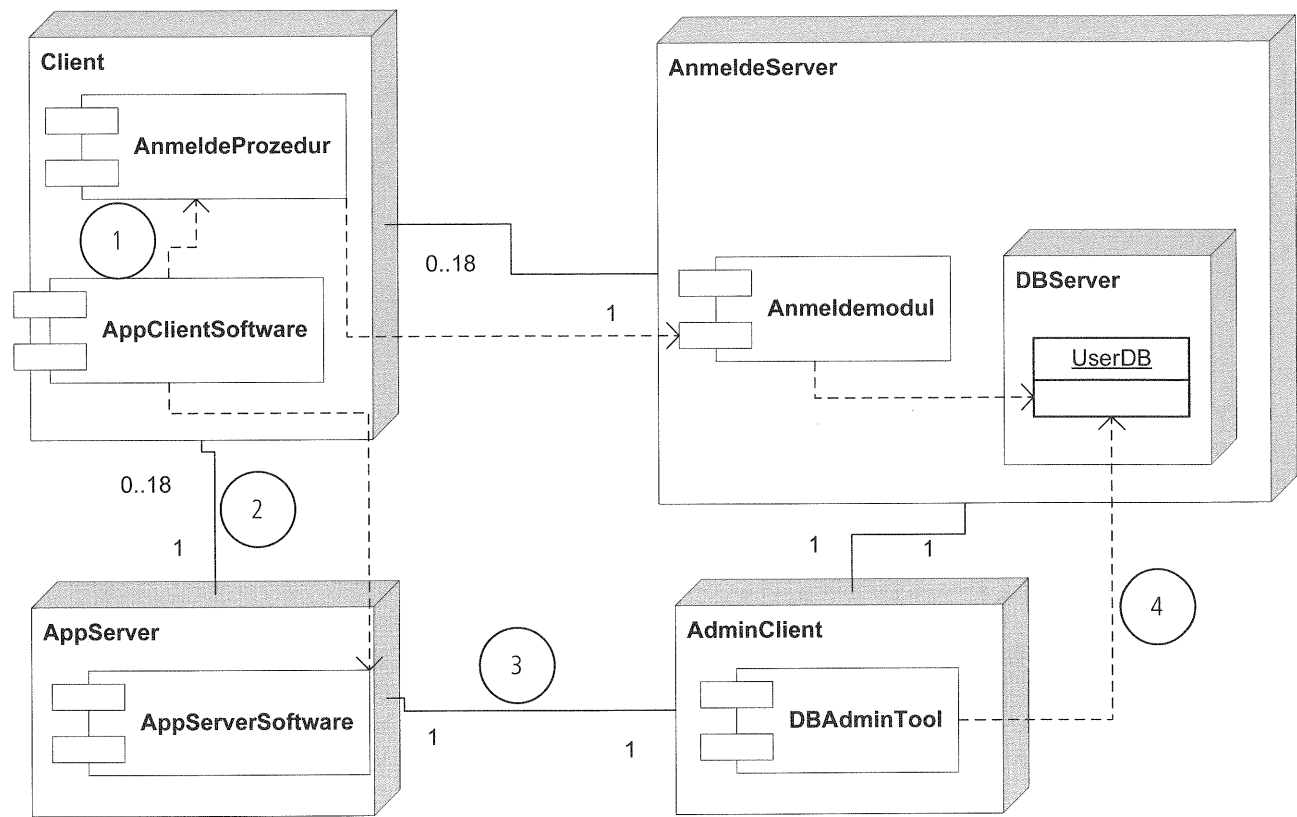 Client
AnmeldeServer
AnmeldeProzedur
1
0..18
DBServer
Anmeldemodul
AppClientSoftware
1
UserDB
0..18
2
1
1
1
4
AppServer
AdminClient
3
AppServerSoftware
DBAdminTool
1
1